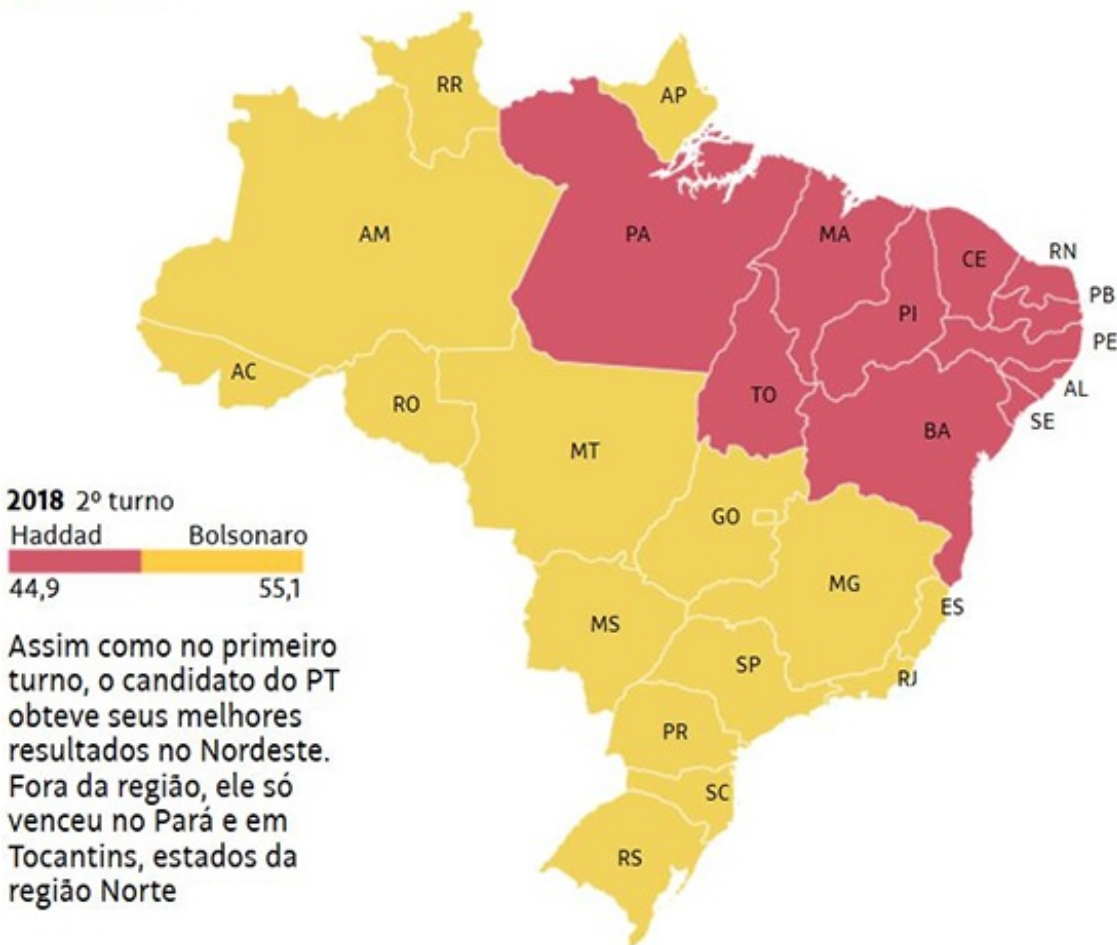 RR
AP
AM
PA
MA
CE
RN
PB
PI
PE
AC
RO
TO
AL
SE
BA
MT
2018 2º turno
Haddad Bolsonaro
44,9 55,1
GO
MG
ES
MS
SP
RJ
PR
SC
RS
Assim como no primeiro
turno, o candidato do PT
obteve seus melhores
resultados no Nordeste.
Fora da região, ele só
venceu no Pará e em
Tocantins, estados da
região Norte